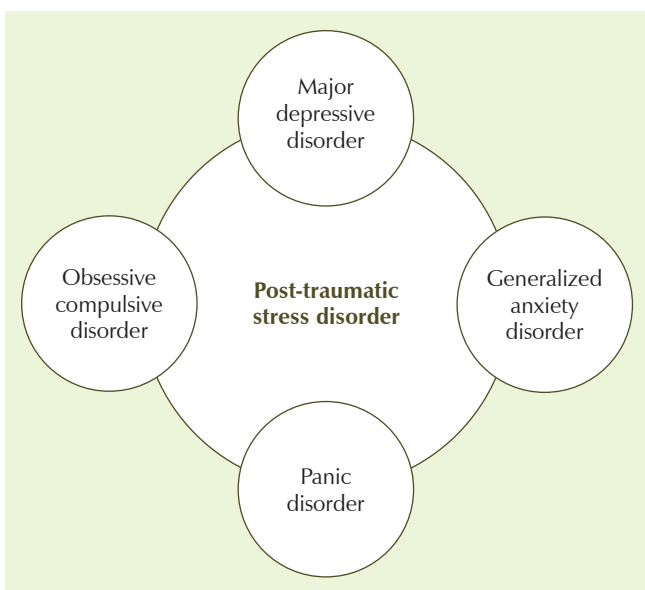 Major
depressive
disorder
Obsessive
compulsive
disorder
Post-traumatic
stress disorder
Generalized
anxiety
disorder
Panic
disorder